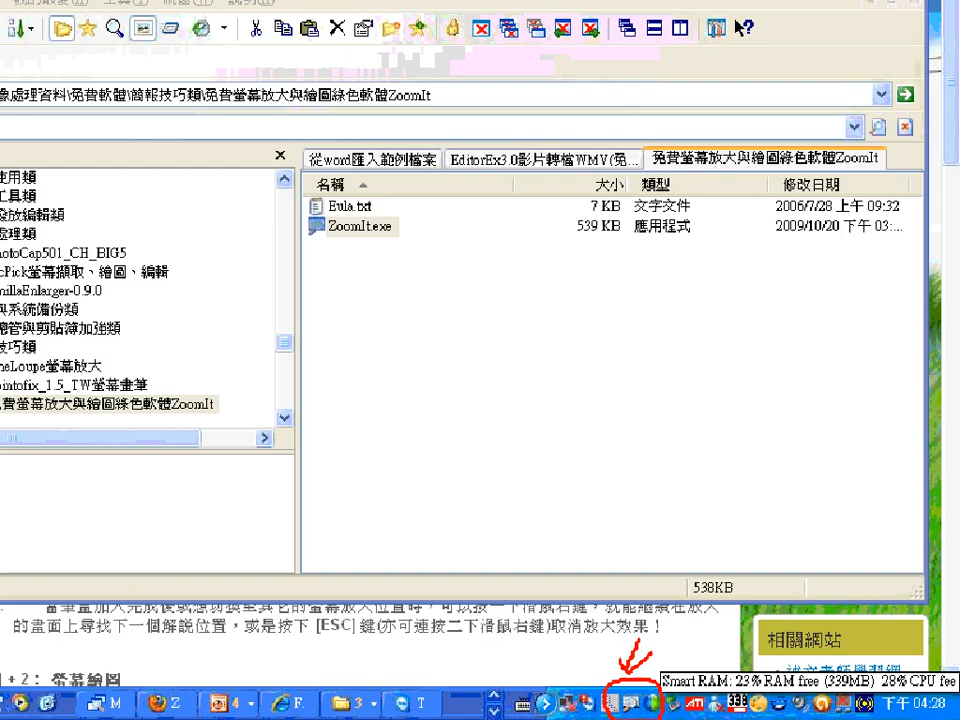 像處理資料\免費軟體\簡報技巧類\免費螢幕放大與繪圖綠色軟體ZoomIt
從word匯入範例檔案
EditorEx3.0影片轉檔WMV(免...
免費螢幕放大與繪圖綠色軟體ZoomIt
名稱 大小 類型 修改日期
Eula.txt 7 KB 文字文件 2006/7/28 上午 09:32
ZoomIt.exe 539 KB 應用程式 2009/10/20 下午 03:...
使用類
工具類
發放編輯類
處理類
hotoCap501_CH_BIG5
cPick螢幕擷取、繪圖、編輯
millaEnlarger-0.9.0
與系統備份類
總管與剪貼簿加強類
技巧類
neLoupe螢幕放大
ointofix_1.5_TW螢幕畫筆
免費螢幕放大與繪圖綠色軟體ZoomIt
538KB
的畫面上尋找下一個解說位置，或是按下 [ESC] 鍵(亦可連按二下滑鼠右鍵)取消放大效果！
+ 2： 螢幕繪圖
相關網站
Smart RAM: 23% RAM free (339MB) 28% CPU fee
M
Z
4
F
3
T
ATI
下午 04:28